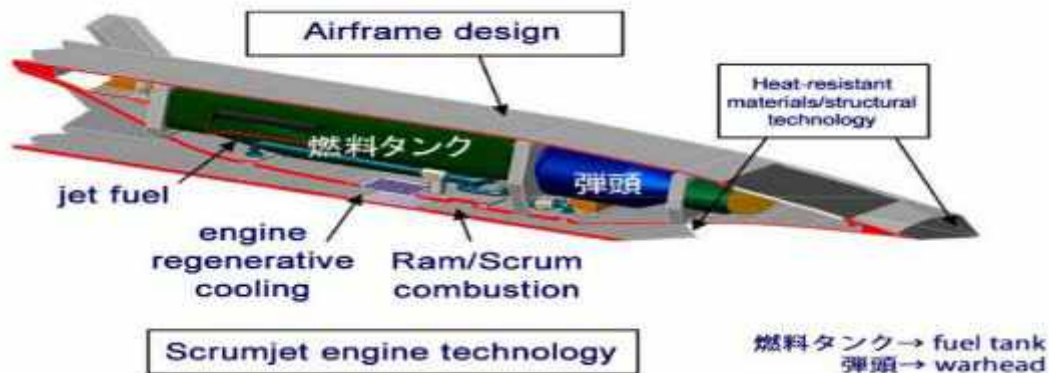 Airframe design
Heat-resistant
materials/structural
technology
燃料タンク
弾頭
jet fuel
engine
regenerative
cooling
Ram/Scrum
combustion
Scrumjet engine technology
燃料タンク→ fuel tank
弾頭→ warhead